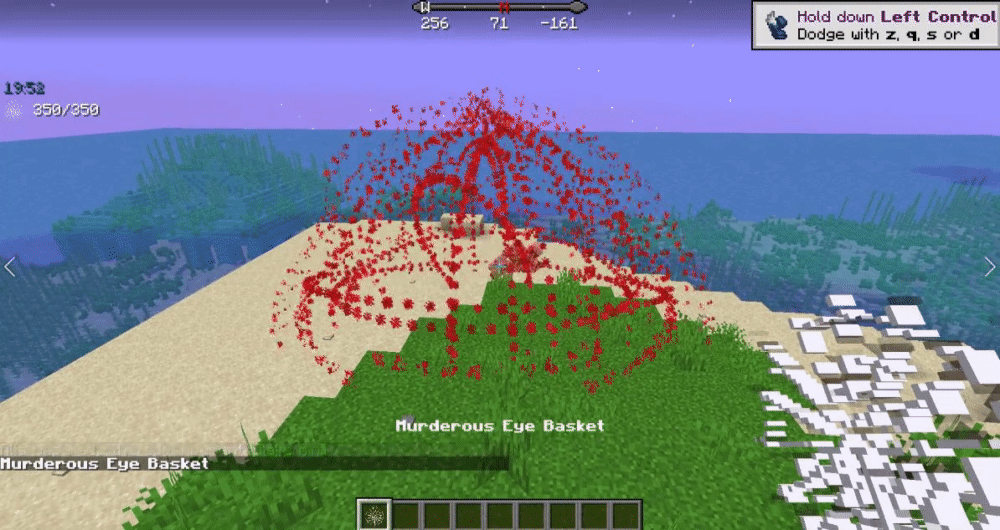 W N
256 71 -161
Hold down Left Control
Dodge with z, q, s or d
19:52
350/350
Murderous Eye Basket
Murderous Eye Basket